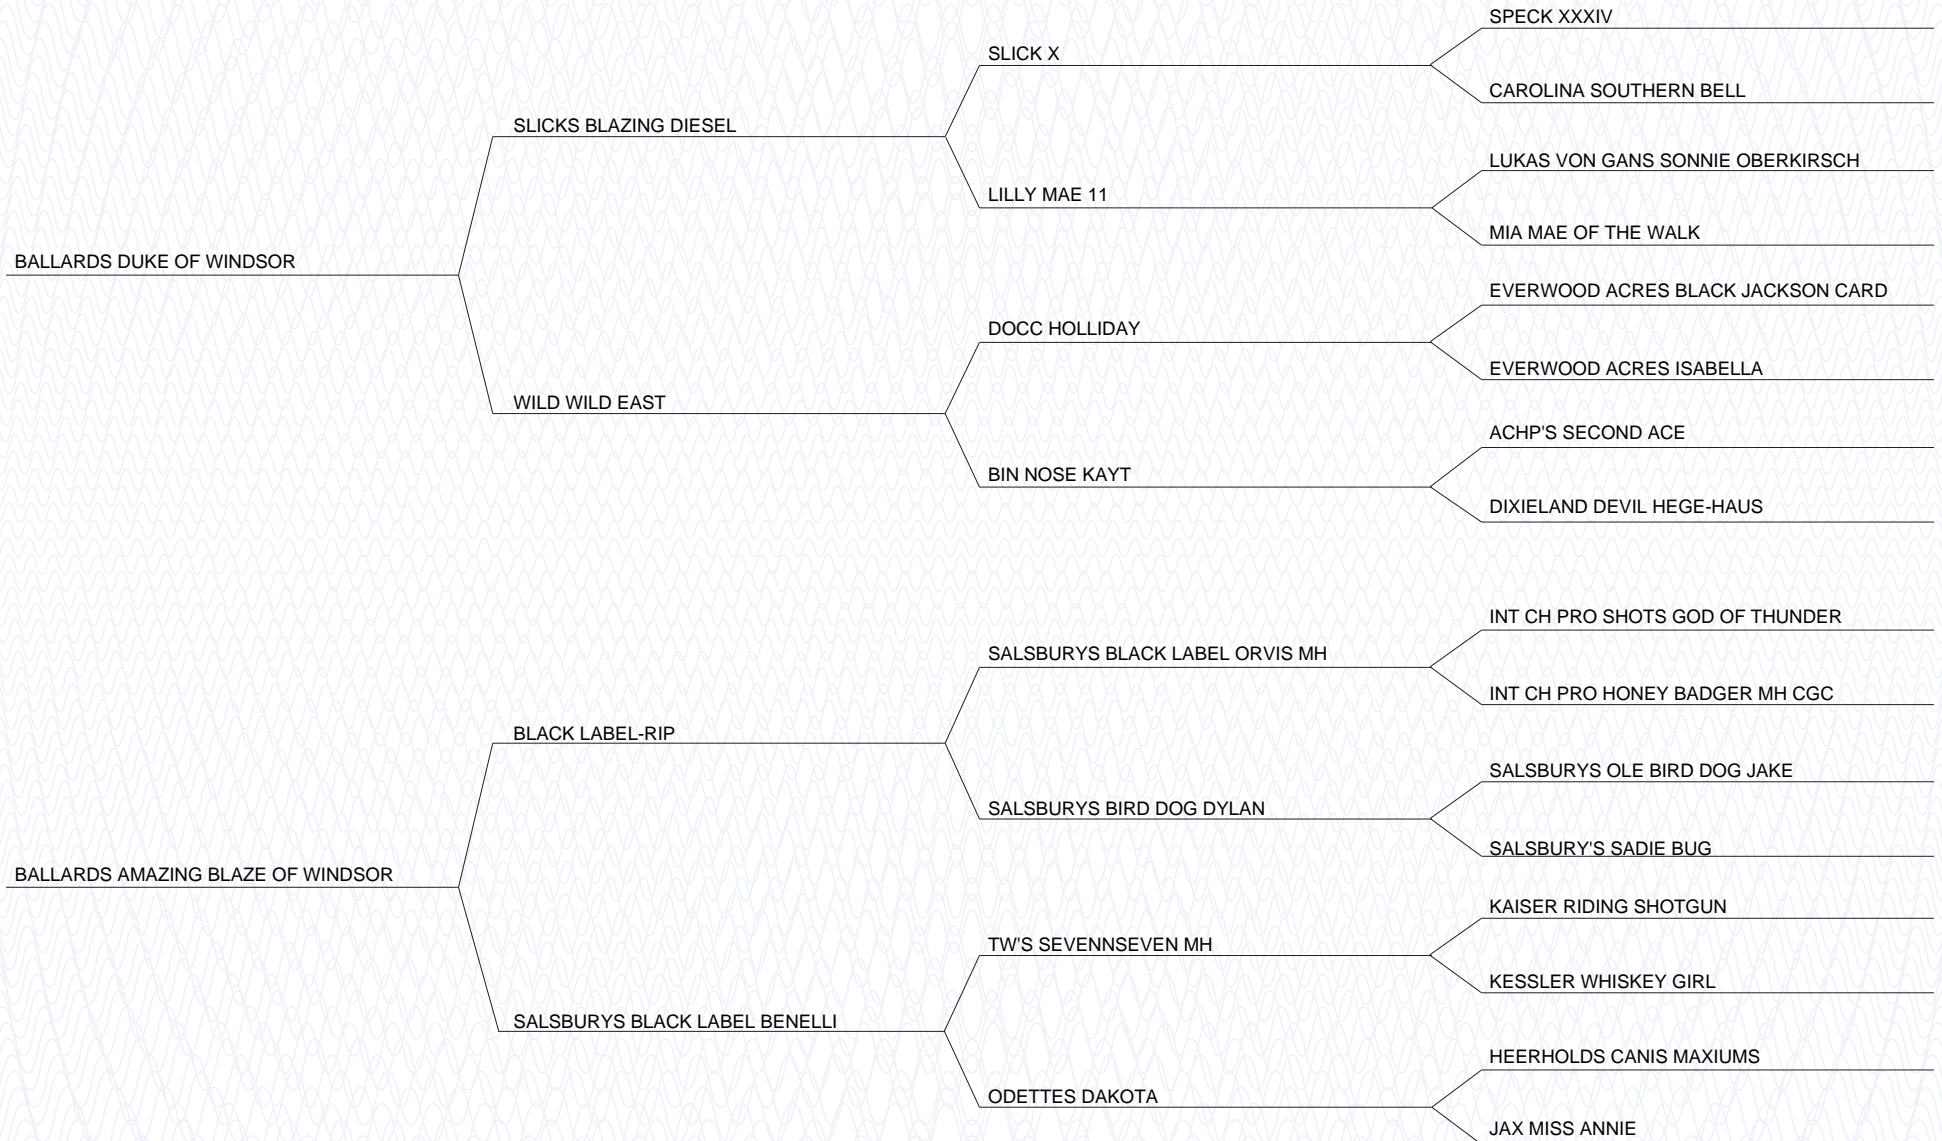 SPECK XXXIV
SLICK X
CAROLINA SOUTHERN BELL
SLICKS BLAZING DIESEL
LUKAS VON GANS SONNIE OBERKIRSCH
LILLY MAE 11
MIA MAE OF THE WALK
BALLARDS DUKE OF WINDSOR
EVERWOOD ACRES BLACK JACKSON CARD
DOCC HOLLIDAY
EVERWOOD ACRES ISABELLA
WILD WILD EAST
ACHP'S SECOND ACE
BIN NOSE KAYT
DIXIELAND DEVIL HEGE-HAUS
INT CH PRO SHOTS GOD OF THUNDER
SALSBURYS BLACK LABEL ORVIS MH
INT CH PRO HONEY BADGER MH CGC
BLACK LABEL-RIP
SALSBURYS OLE BIRD DOG JAKE
SALSBURYS BIRD DOG DYLAN
SALSBURY'S SADIE BUG
BALLARDS AMAZING BLAZE OF WINDSOR
KAISER RIDING SHOTGUN
TW'S SEVENNSEVEN MH
KESSLER WHISKEY GIRL
SALSBURYS BLACK LABEL BENELLI
HEERHOLDS CANIS MAXIUMS
ODETTES DAKOTA
JAX MISS ANNIE